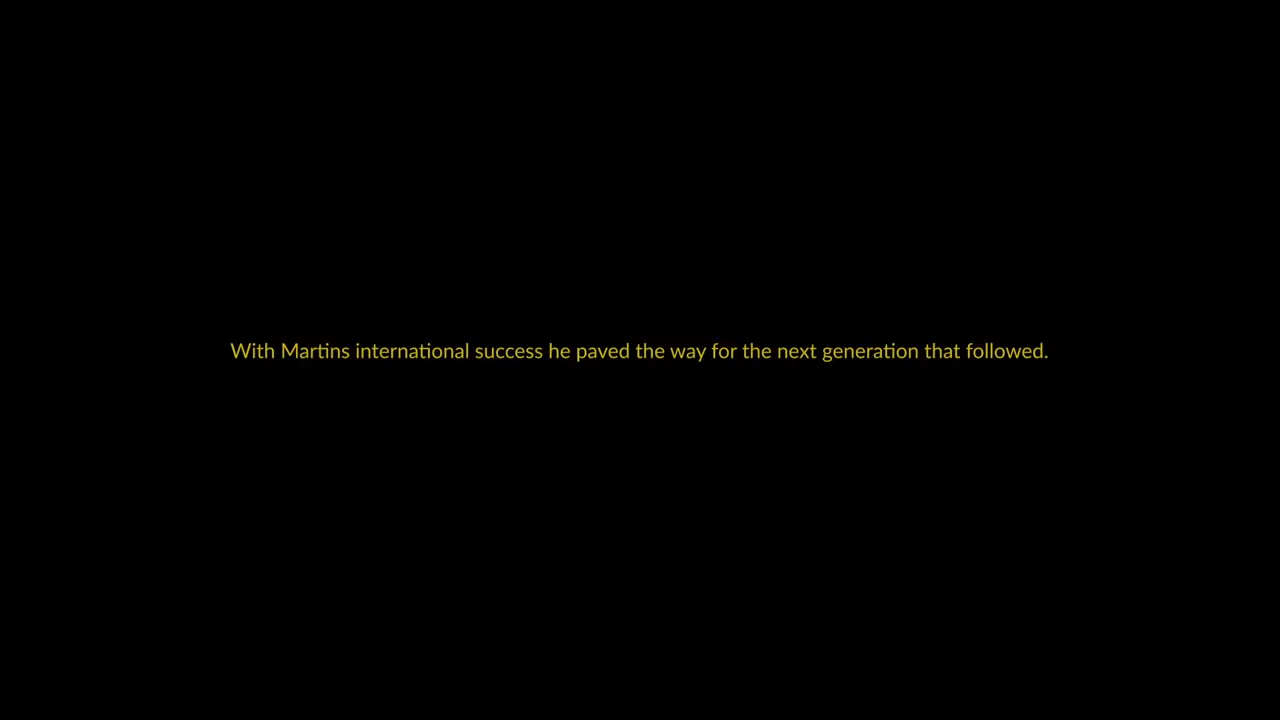 With Martins international success he paved the way for the next generation that followed.